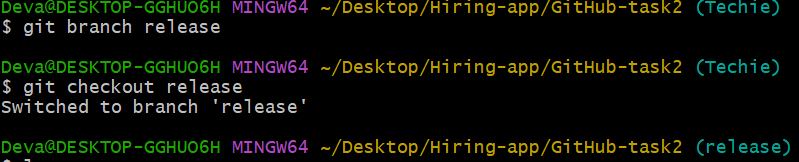 Deva@DESKTOP-GGHUO6H MINGW64 ~/Desktop/Hiring-app/GitHub-task2 (Techie)
$ git branch release
Deva@DESKTOP-GGHUO6H MINGW64 ~/Desktop/Hiring-app/GitHub-task2 (Techie)
$ git checkout release
Switched to branch 'release'
Deva@DESKTOP-GGHUO6H MINGW64 ~/Desktop/Hiring-app/GitHub-task2 (release)